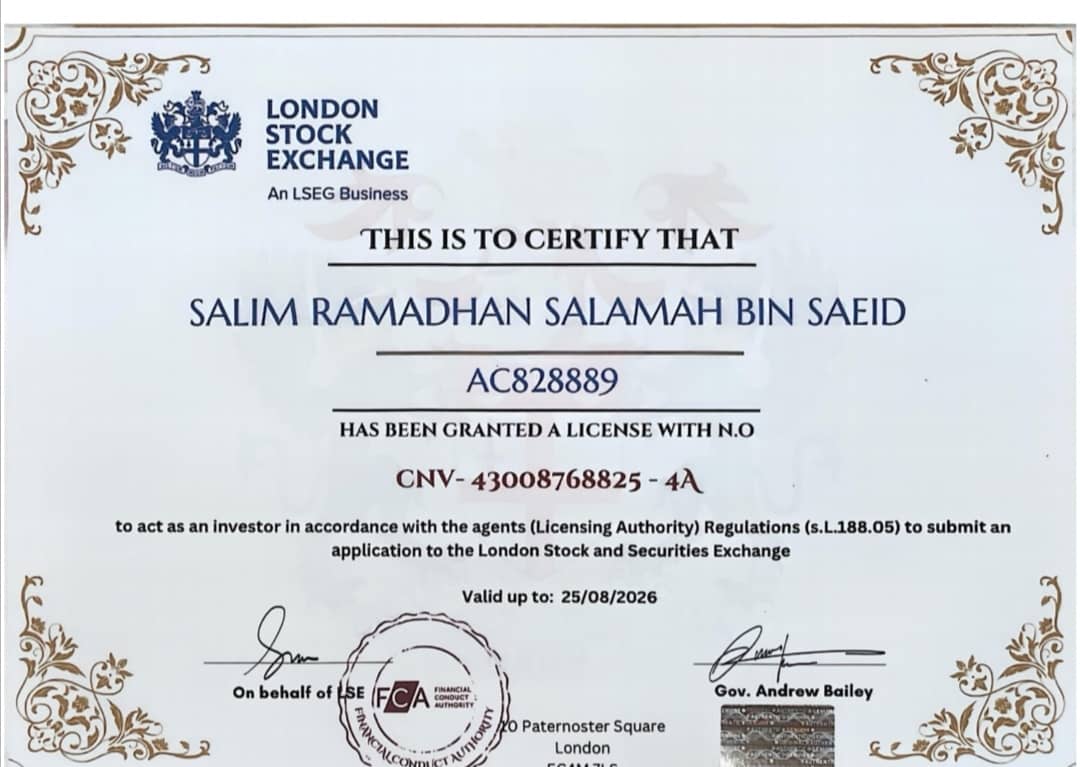 LONDON
STOCK
EXCHANGE
An LSEG Business
THIS IS TO CERTIFY THAT
SALIM RAMADHAN SALAMAH BIN SAEID
AC828889
HAS BEEN GRANTED A LICENSE WITH N.O
CNV- 43008768825 - 4A
to act as an investor in accordance with the agents (Licensing Authority) Regulations (s.L.188.05) to submit an
application to the London Stock and Securities Exchange
Valid up to: 25/08/2026
On behalf of LSE
FCA FINANCIAL
CONDUCT
AUTHORITY
FINANCIAL CONDUCT AUTHORITY
Gov. Andrew Bailey
10 Paternoster Square
London